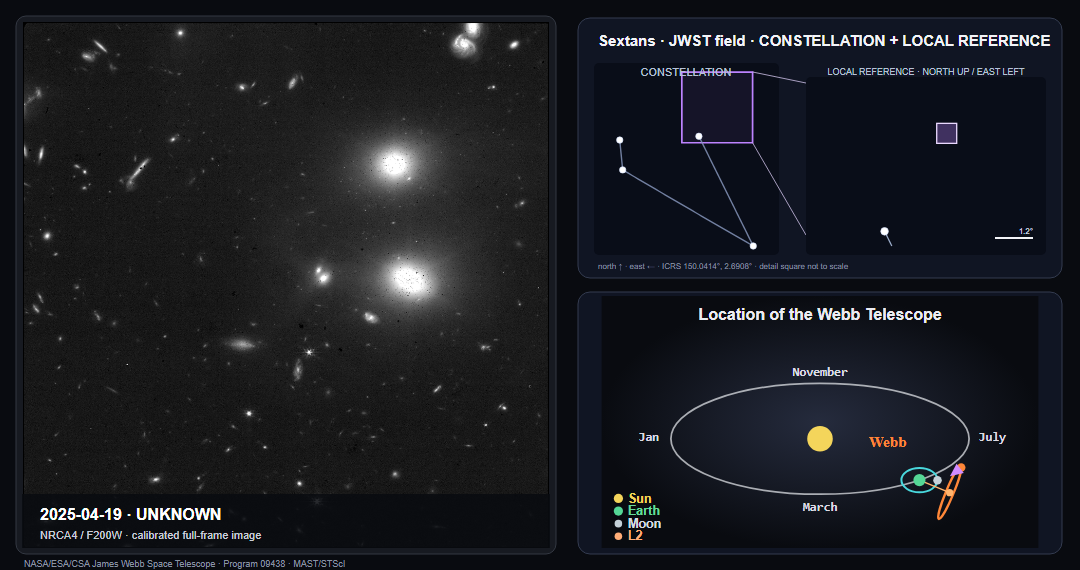 2025-04-19 · UNKNOWN
NRCA4 / F200W · calibrated full-frame image
NASA/ESA/CSA James Webb Space Telescope · Program 09438 · MAST/STScI
Sextans · JWST field · CONSTELLATION + LOCAL REFERENCE
CONSTELLATION
LOCAL REFERENCE · NORTH UP / EAST LEFT
1.2°
north ↑ · east ← · ICRS 150.0414°, 2.6908° · detail square not to scale
Location of the Webb Telescope
November
Jan
Webb
July
March
Sun
Earth
Moon
L2